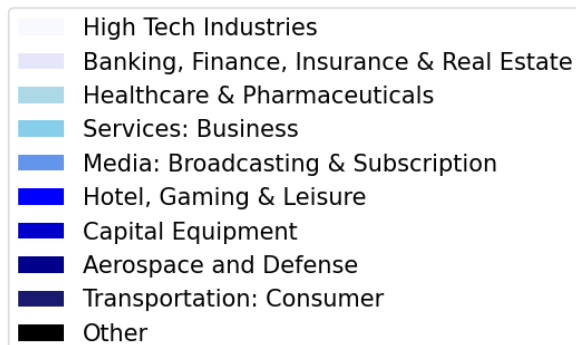 High Tech Industries
Banking, Finance, Insurance & Real Estate
Healthcare & Pharmaceuticals
Services: Business
Media: Broadcasting & Subscription
Hotel, Gaming & Leisure
Capital Equipment
Aerospace and Defense
Transportation: Consumer
Other